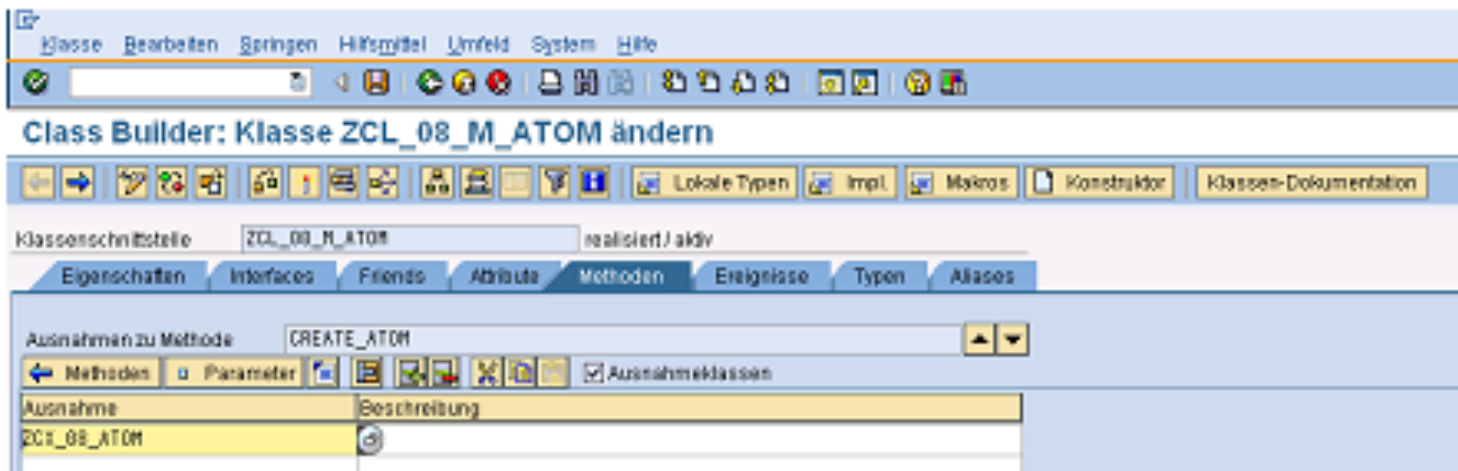 Klasse Bearbeiten Springen Hilfsmittel Umfeld System Hilfe
Class Builder: Klasse ZCL_08_M_ATOM ändern
Lokale Typen Impl. Makros Konstruktor Klassen-Dokumentation
Klassenschnittstelle ZCL_08_M_ATOM realisiert / aktiv
Eigenschaften Interfaces Friends Attribute Methoden Ereignisse Typen Aliases
Ausnahmen zu Methode CREATE_ATOM
Methoden Parameter Ausnahmeklassen
Ausnahme Beschreibung
ZCX_08_ATOM